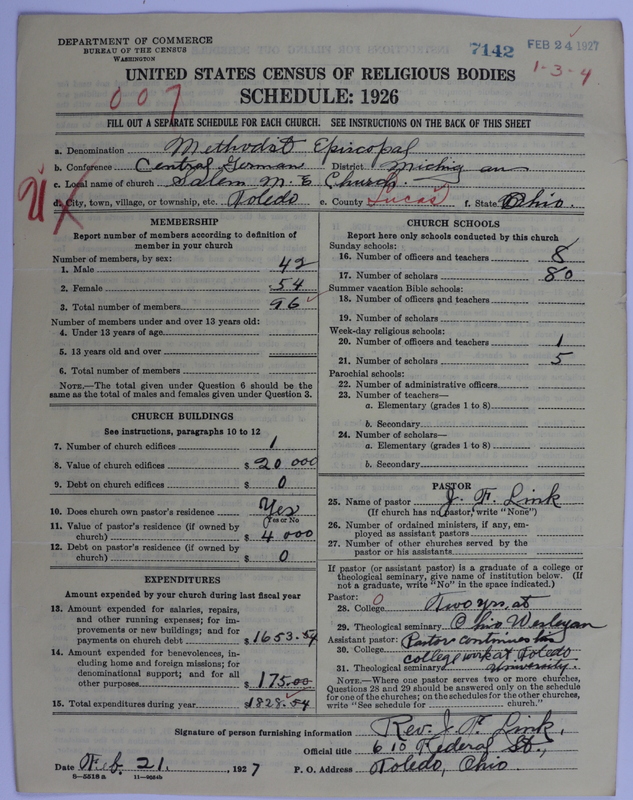 DEPARTMENT OF COMMERCE
BUREAU OF THE CENSUS
WASHINGTON
7142 FEB 24 1927
1-3-4
UNITED STATES CENSUS OF RELIGIOUS BODIES
007
SCHEDULE: 1926
FILL OUT A SEPARATE SCHEDULE FOR EACH CHURCH. SEE INSTRUCTIONS ON THE BACK OF THIS SHEET
a. Denomination Methodist Episcopal
b. Conference Central German District Michigan
c. Local name of church Salem M. E Church.
d. City, town, village, or township, etc. Toledo e. County Lucas f. State Ohio.
MEMBERSHIP
Report number of members according to definition of
member in your church
Number of members, by sex:
1. Male 42
2. Female 54
3. Total number of members 96
Number of members under and over 13 years old:
4. Under 13 years of age
5. 13 years old and over
6. Total number of members
NOTE.—The total given under Question 6 should be the
same as the total of males and females given under Question 3.
CHURCH BUILDINGS
See instructions, paragraphs 10 to 12
7. Number of church edifices 1
8. Value of church edifices $ 20 000
9. Debt on church edifices $ 0
10. Does church own pastor's residence Yes
Yes or No
11. Value of pastor's residence (if owned by
church) $ 4 000
12. Debt on pastor's residence (if owned by
church) $ 0
EXPENDITURES
Amount expended by your church during last fiscal year
13. Amount expended for salaries, repairs,
and other running expenses; for im-
provements or new buildings; and for
payments on church debt $ 1653.54
14. Amount expended for benevolences, in-
cluding home and foreign missions; for
denominational support; and for all
other purposes $ 175.00
15. Total expenditures during year $ 1828.54
CHURCH SCHOOLS
Report here only schools conducted by this church
Sunday schools:
16. Number of officers and teachers 8
17. Number of scholars 80
Summer vacation Bible schools:
18. Number of officers and teachers
19. Number of scholars
Week-day religious schools:
20. Number of officers and teachers 1
21. Number of scholars 5
Parochial schools:
22. Number of administrative officers
23. Number of teachers—
a. Elementary (grades 1 to 8)
b. Secondary
24. Number of scholars—
a. Elementary (grades 1 to 8)
b. Secondary
PASTOR
25. Name of pastor J. F. Link
(If church has no pastor, write "None")
26. Number of ordained ministers, if any, em-
ployed as assistant pastors
27. Number of other churches served by the
pastor or his assistants
If pastor (or assistant pastor) is a graduate of a college or
theological seminary, give name of institution below. (If
not a graduate, write "No" in the space indicated.)
Pastor: 0
28. College Two yrs. at
29. Theological seminary Ohio Wesleyan
Assistant pastor: Pastor continues his
30. College college work at Toledo
31. Theological seminary University.
NOTE.—Where one pastor serves two or more churches,
Questions 28 and 29 should be answered only on the schedule
for one of the churches; on the schedules for the other churches,
write "See schedule for church."
Signature of person furnishing information Rev. J. F. Link.
Official title 610 Federal St.,
Date Feb. 21., 1927 P. O. Address Toledo, Ohio.
8—5518 a 11—9064b